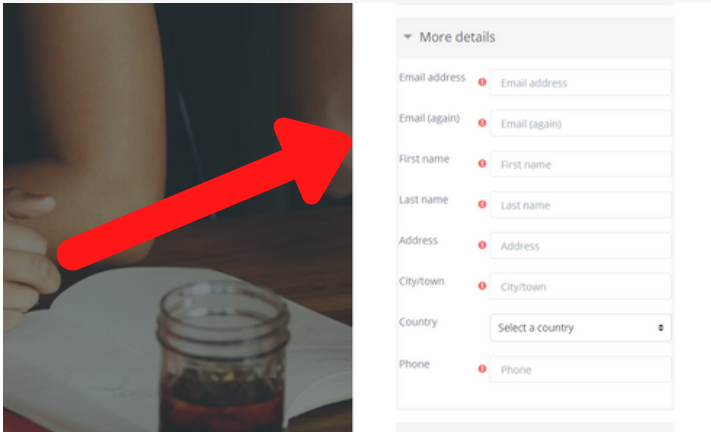 More details
Email address Email address
Email (again) Email (again)
First name First name
Last name Last name
Address Address
City/town City/town
Country Select a country
Phone Phone